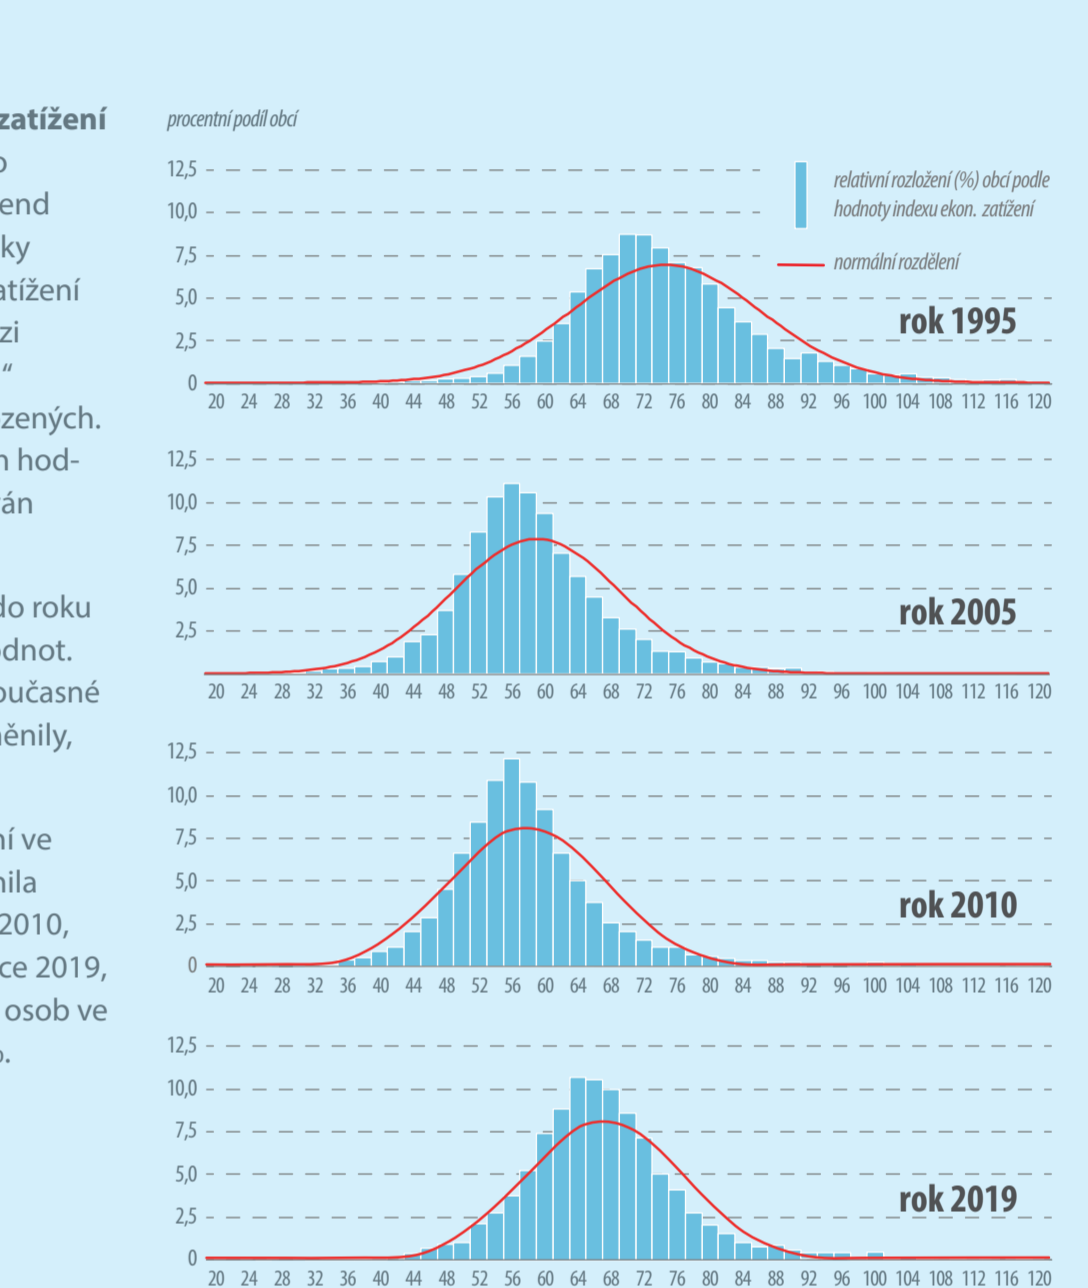 zatížení
o
end
ky
atížení
zi
“
zených.
n hod-
án
do roku
odnot.
oučasné
ěnily,
ní ve
nila
2010,
ce 2019,
osob ve
procentní podíl obcí
12,5
10,0
7,5
5,0
2,5
0
relativní rozložení (%) obcí podle
hodnoty indexu ekon. zatížení
normální rozdělení
rok 1995
20 24 28 32 36 40 44 48 52 56 60 64 68 72 76 80 84 88 92 96 100 104 108 112 116 120
12,5
10,0
7,5
5,0
2,5
rok 2005
20 24 28 32 36 40 44 48 52 56 60 64 68 72 76 80 84 88 92 96 100 104 108 112 116 120
12,5
10,0
7,5
5,0
2,5
0
rok 2010
20 24 28 32 36 40 44 48 52 56 60 64 68 72 76 80 84 88 92 96 100 104 108 112 116 120
12,5
10,0
7,5
5,0
2,5
0
rok 2019
20 24 28 32 36 40 44 48 52 56 60 64 68 72 76 80 84 88 92 96 100 104 108 112 116 120